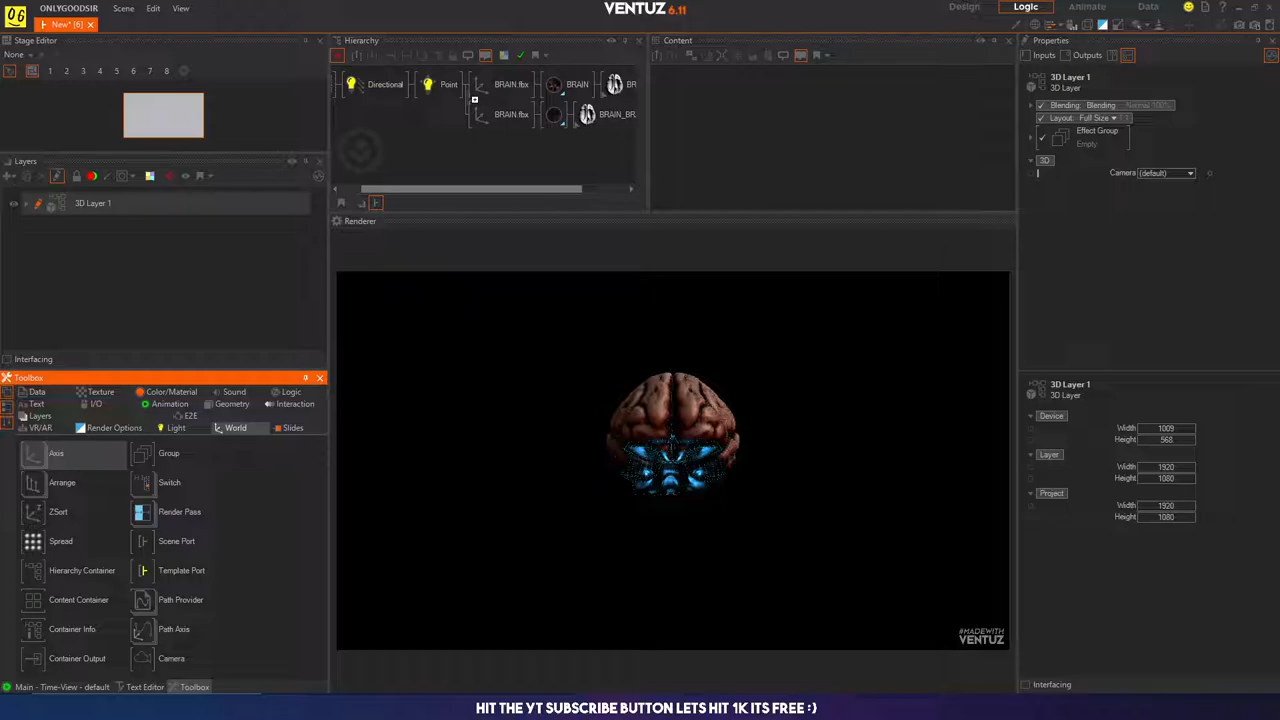 ONLYGOODSIR Scene Edit View VENTUZ 6.11 Design Logic Animate Data
New* [6]
Stage Editor Hierarchy Content Properties
None Inputs Outputs
1 2 3 4 5 6 7 8
Directional Point BRAIN.fbx BRAIN BR
BRAIN.fbx BRAIN_BR.
3D Layer 1
3D Layer
Blending: Blending Normal 100%
Layout: Full Size 1:1
Effect Group
Empty
3D
Camera (default)
Layers
3D Layer 1
Renderer
Interfacing
Toolbox
Data Texture Color/Material Sound Logic
Text I/O Animation Geometry Interaction
Layers E2E
VR/AR Render Options Light World Slides
Axis Group
Arrange Switch
ZSort Render Pass
Spread Scene Port
Hierarchy Container Template Port
Content Container Path Provider
Container Info Path Axis
Container Output Camera
3D Layer 1
3D Layer
Device
Width 1009
Height 568
Layer
Width 1920
Height 1080
Project
Width 1920
Height 1080
#MADEWITH
VENTUZ
Interfacing
Main - Time-View - default Text Editor Toolbox
HIT THE YT SUBSCRIBE BUTTON LETS HIT 1K ITS FREE :)